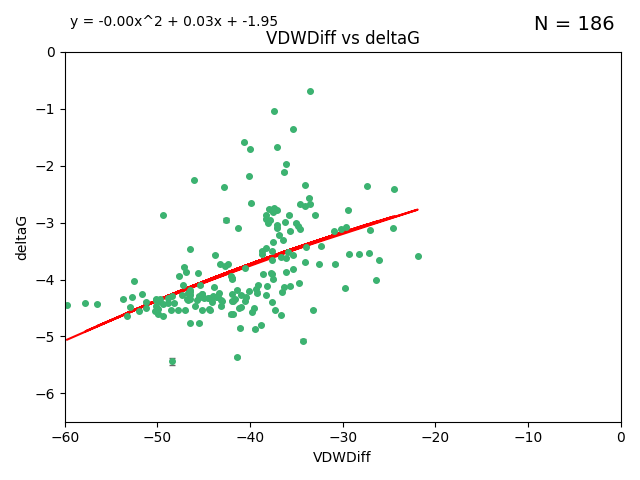 y = -0.00x^2 + 0.03x + -1.95
N = 186
VDWDiff vs deltaG
0
−1
−2
−3
−4
−5
−6
deltaG
−60 −50 −40 −30 −20 −10 0
VDWDiff